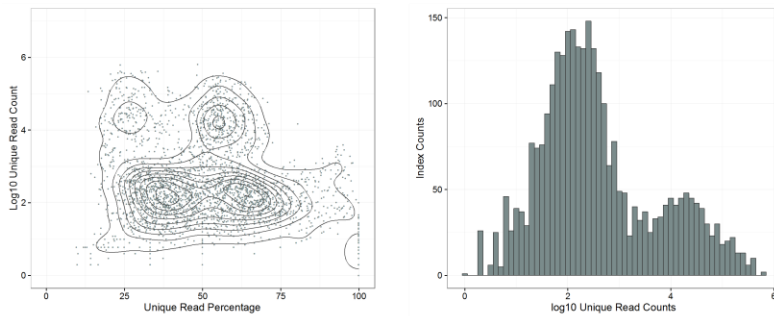 Log10 Unique Read Count
6
4
2
0
0 25 50 75 100
Unique Read Percentage
Index Counts
150
100
50
0
0 2 4 6
log10 Unique Read Counts